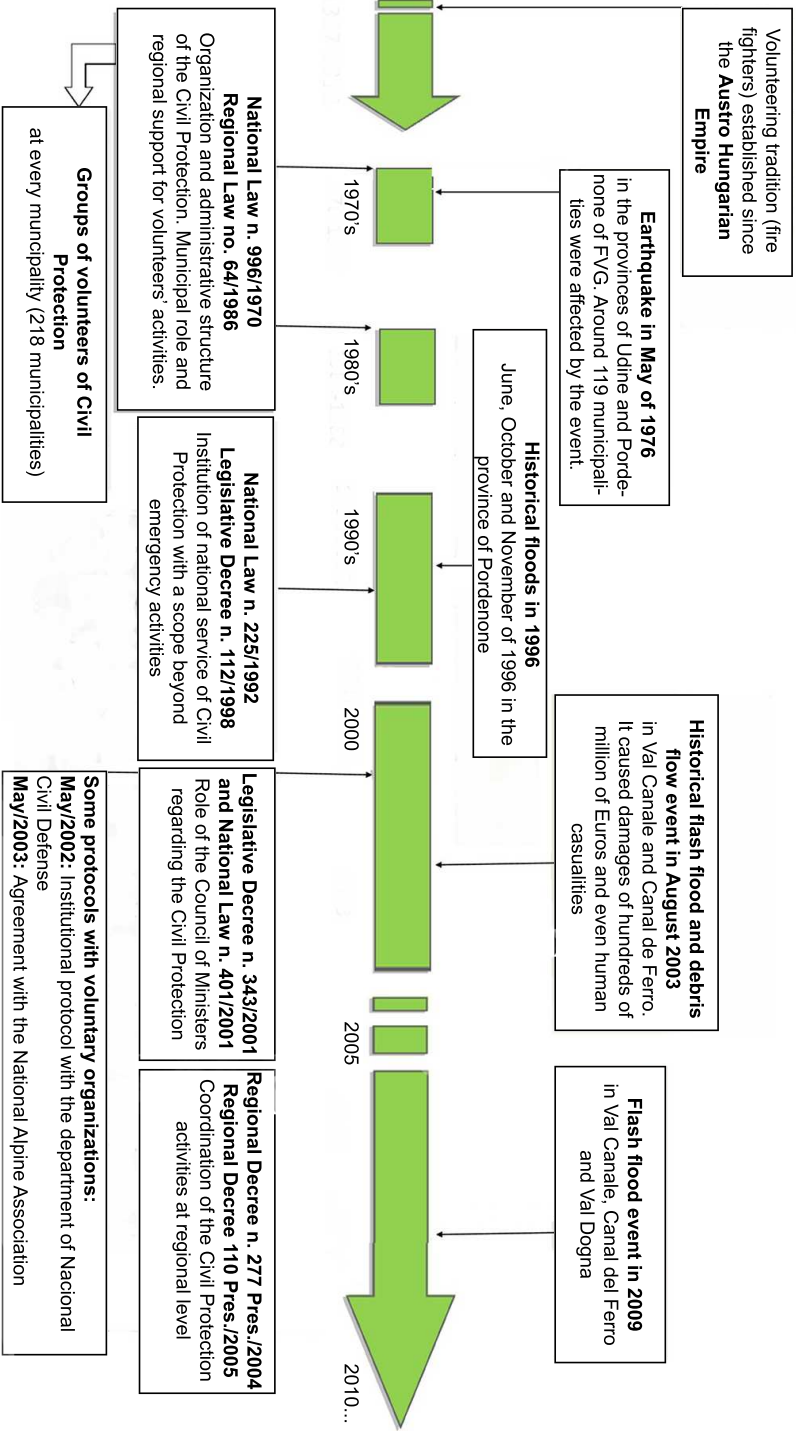 Volunteering tradition (fire
fighters) established since
the Austro Hungarian
Empire
Earthquake in May of 1976
in the provinces of Udine and Porde-
none of FVG. Around 119 municipali-
ties were affected by the event.
Historical floods in 1996
June, October and November of 1996 in the
province of Pordenone
Historical flash flood and debris
flow event in August 2003
in Val Canale and Canal de Ferro.
It caused damages of hundreds of
million of Euros and even human
casualities
Flash flood event in 2009
in Val Canale, Canal del Ferro
and Val Dogna
1970's
1980's
1990's
2000
2005
2010...
National Law n. 996/1970
Regional Law no. 64/1986
Organization and administrative structure
of the Civil Protection. Municipal role and
regional support for volunteers' activities.
Groups of volunteers of Civil
Protection
at every municipality (218 municipalities)
National Law n. 225/1992
Legislative Decree n. 112/1998
Institution of national service of Civil
Protection with a scope beyond
emergency activities
Legislative Decree n. 343/2001
and National Law n. 401/2001
Role of the Council of Ministers
regarding the Civil Protection
Regional Decree n. 277 Pres./2004
Regional Decree 110 Pres./2005
Coordination of the Civil Protection
activities at regional level
Some protocols with voluntary organizations:
May/2002: Institutional protocol with the department of Nacional
Civil Defense
May/2003: Agreement with the National Alpine Association